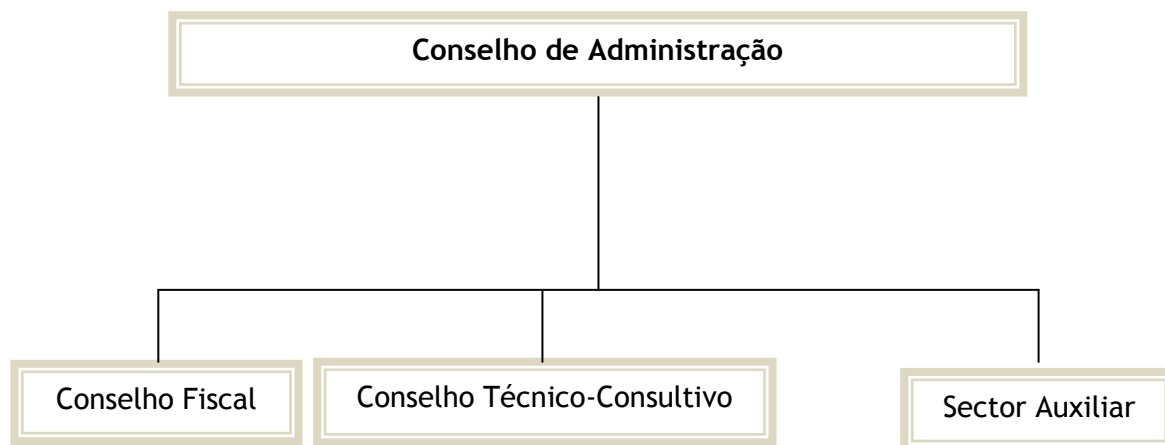 Conselho de Administração
Conselho Fiscal
Conselho Técnico-Consultivo
Sector Auxiliar